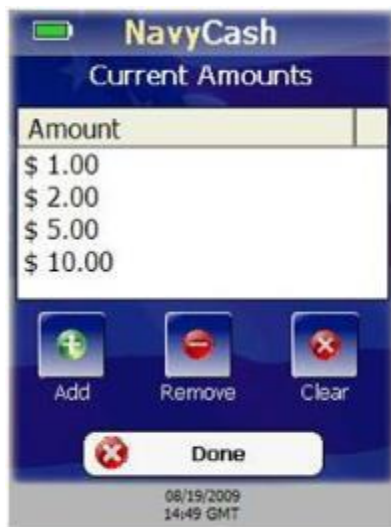 NavyCash
Current Amounts
Amount
$ 1.00
$ 2.00
$ 5.00
$ 10.00
Add Remove Clear
Done
08/19/2009
14:49 GMT